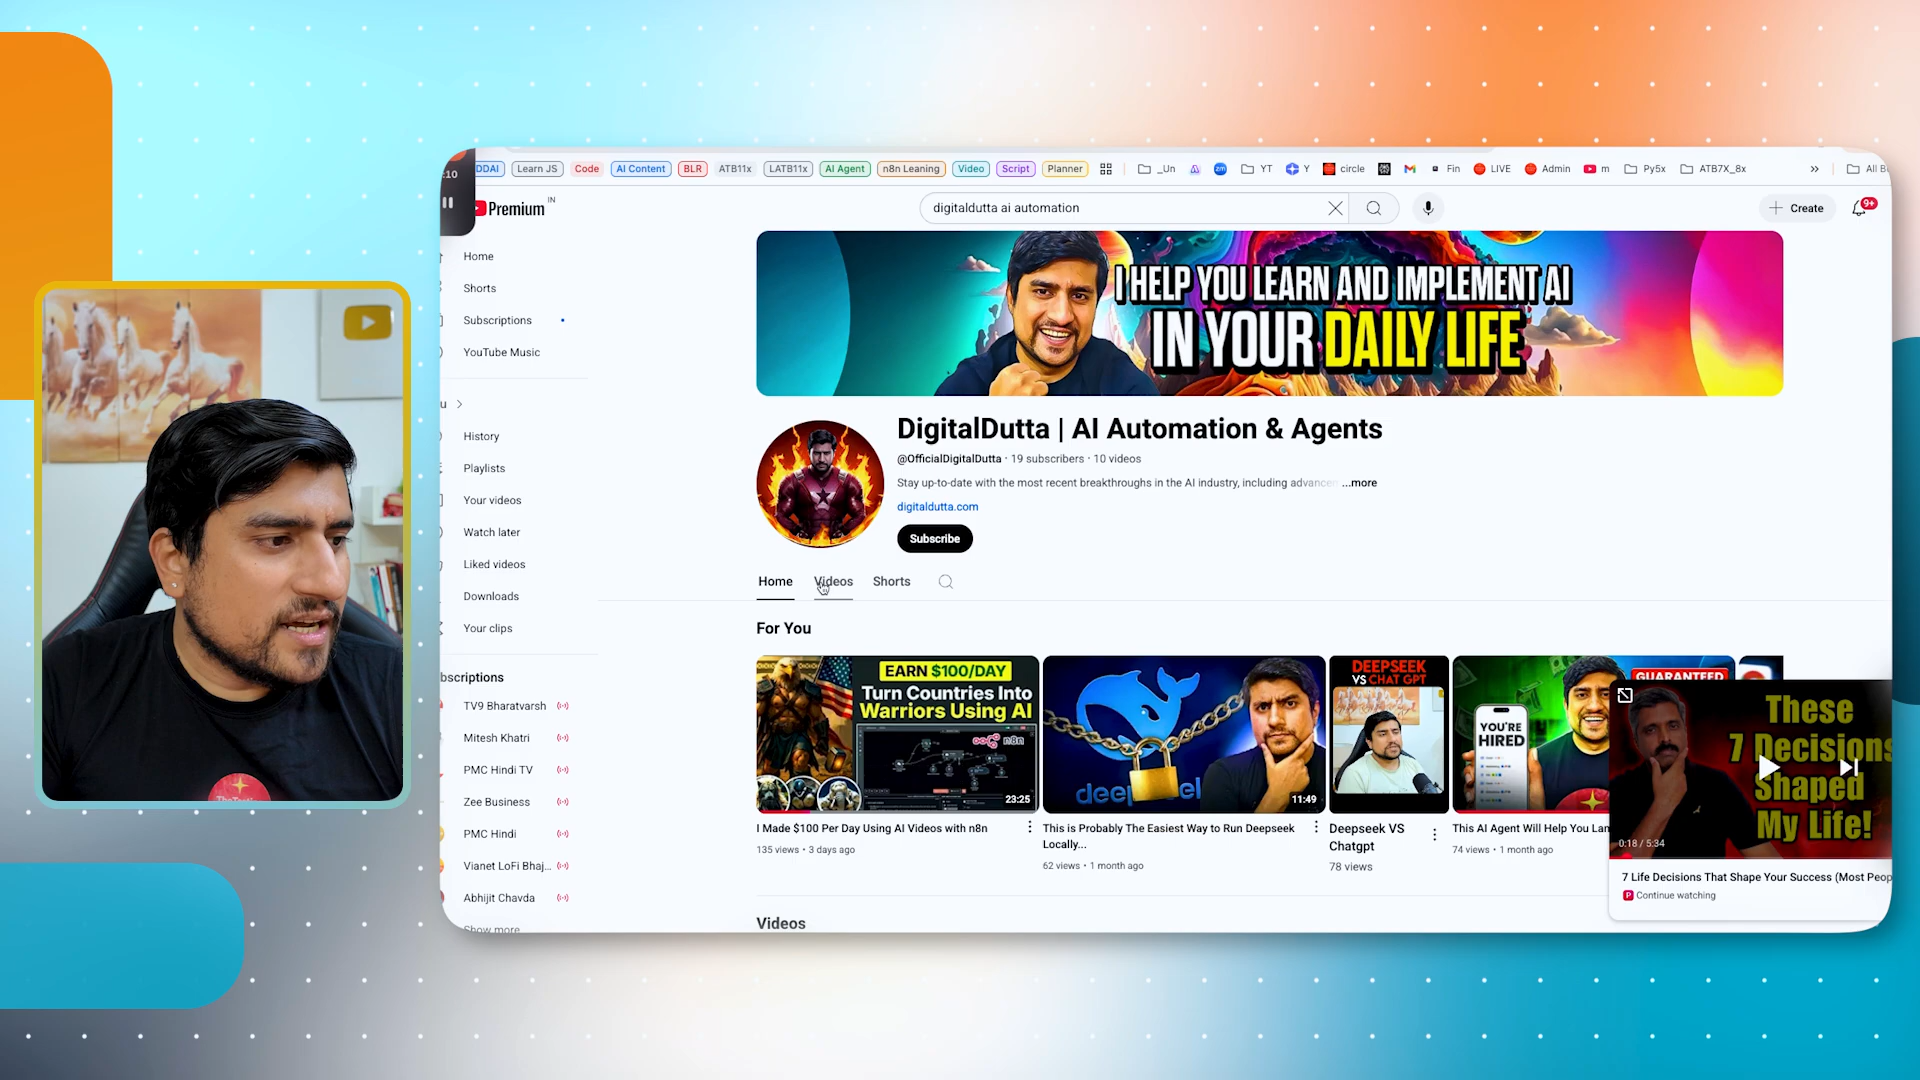 :10
DDAI
Learn JS
Code
AI Content
BLR
ATB11x
LATB11x
AI Agent
n8n Leaning
Video
Script
Planner
_Un
zm
YT
Y
circle
Fin
LIVE
Admin
m
Py5x
ATB7X_8x
»
All B
Premium IN
digitaldutta ai automation
Create
9+
Home
Shorts
Subscriptions
YouTube Music
u
History
Playlists
Your videos
Watch later
Liked videos
Downloads
Your clips
bscriptions
TV9 Bharatvarsh
Mitesh Khatri
PMC Hindi TV
Zee Business
PMC Hindi
Vianet LoFi Bhaj...
Abhijit Chavda
Show more
I HELP YOU LEARN AND IMPLEMENT AI
IN YOUR DAILY LIFE
DigitalDutta | AI Automation & Agents
@OfficialDigitalDutta · 19 subscribers · 10 videos
Stay up-to-date with the most recent breakthroughs in the AI industry, including advancem ...more
digitaldutta.com
Subscribe
Home
Videos
Shorts
For You
EARN $100/DAY
Turn Countries Into
Warriors Using AI
n8n
23:25
I Made $100 Per Day Using AI Videos with n8n
135 views · 3 days ago
11:49
This is Probably The Easiest Way to Run Deepseek
Locally...
62 views · 1 month ago
DEEPSEEK
VS CHAT GPT
Deepseek VS
Chatgpt
78 views
YOU'RE
HIRED
This AI Agent Will Help You Lan
74 views · 1 month ago
GUARANTEED
These
7 Decisions
Shaped
My Life!
0:18 / 5:34
7 Life Decisions That Shape Your Success (Most Peop
P Continue watching
Videos